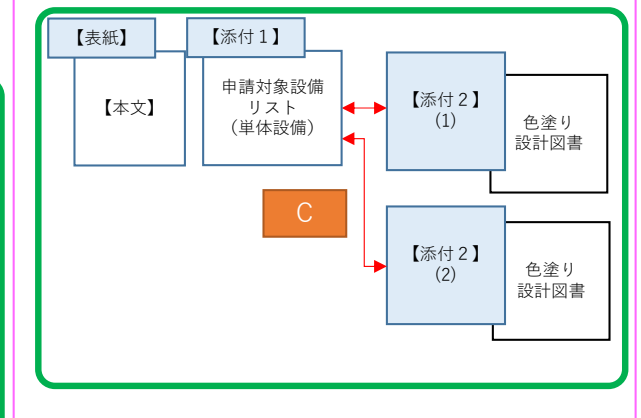 【表紙】
【本文】
【添付１】
申請対象設備
リスト
（単体設備）
【添付２】
(1)
色塗り
設計図書
C
【添付２】
(2)
色塗り
設計図書